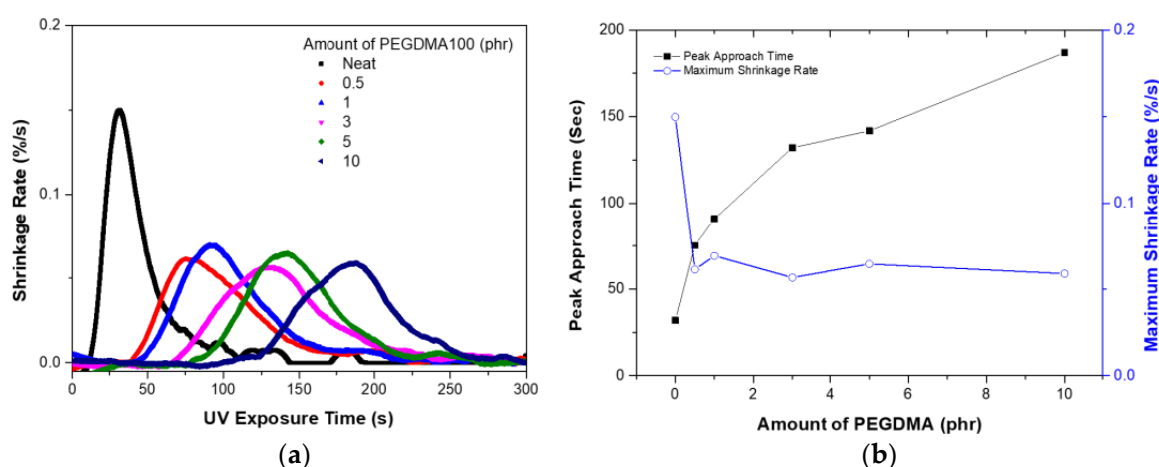 Shrinkage Rate (%/s)
0.2
0.1
0.0
Amount of PEGDMA100 (phr)
Neat
0.5
1
3
5
10
0 50 100 150 200 250 300
UV Exposure Time (s)
(a)
Peak Approach Time (Sec)
200
150
100
50
0
Peak Approach Time
Maximum Shrinkage Rate
0.2
0.1
0.0
Maximum Shrinkage Rate (%/s)
0 2 4 6 8 10
Amount of PEGDMA (phr)
(b)